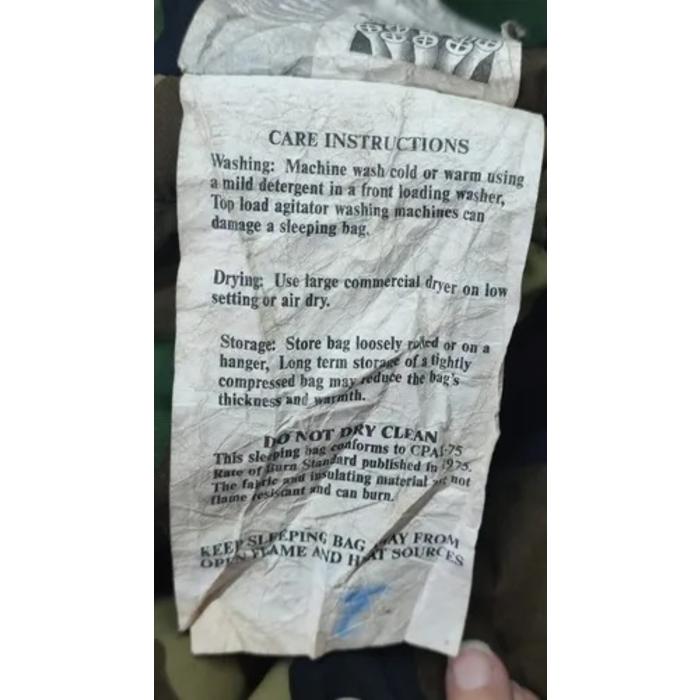 CARE INSTRUCTIONS
Washing: Machine wash cold or warm using
a mild detergent in a front loading washer,
Top load agitator washing machines can
damage a sleeping bag.
Drying: Use large commercial dryer on low
setting or air dry.
Storage: Store bag loosely rolled or on a
hanger, Long term storage of a tightly
compressed bag may reduce the bag's
thickness and warmth.
DO NOT DRY CLEAN
This sleeping bag conforms to CPAI-75
Rate of Burn Standard published in 1975.
The fabric and insulating material are not
flame resistant and can burn.
KEEP SLEEPING BAG AWAY FROM
OPEN FLAME AND HEAT SOURCES